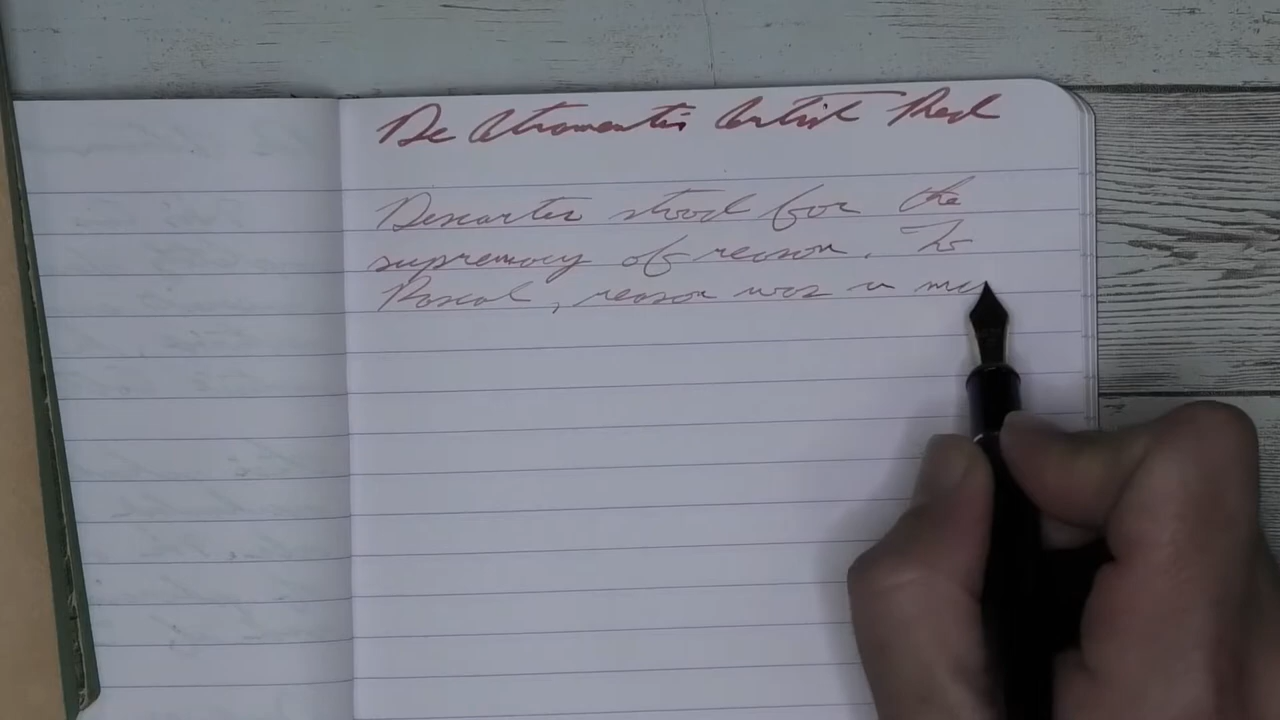 De Atramentis Artist Red
Descartes stood for the
supremacy of reason. To
Pascal, reason was a